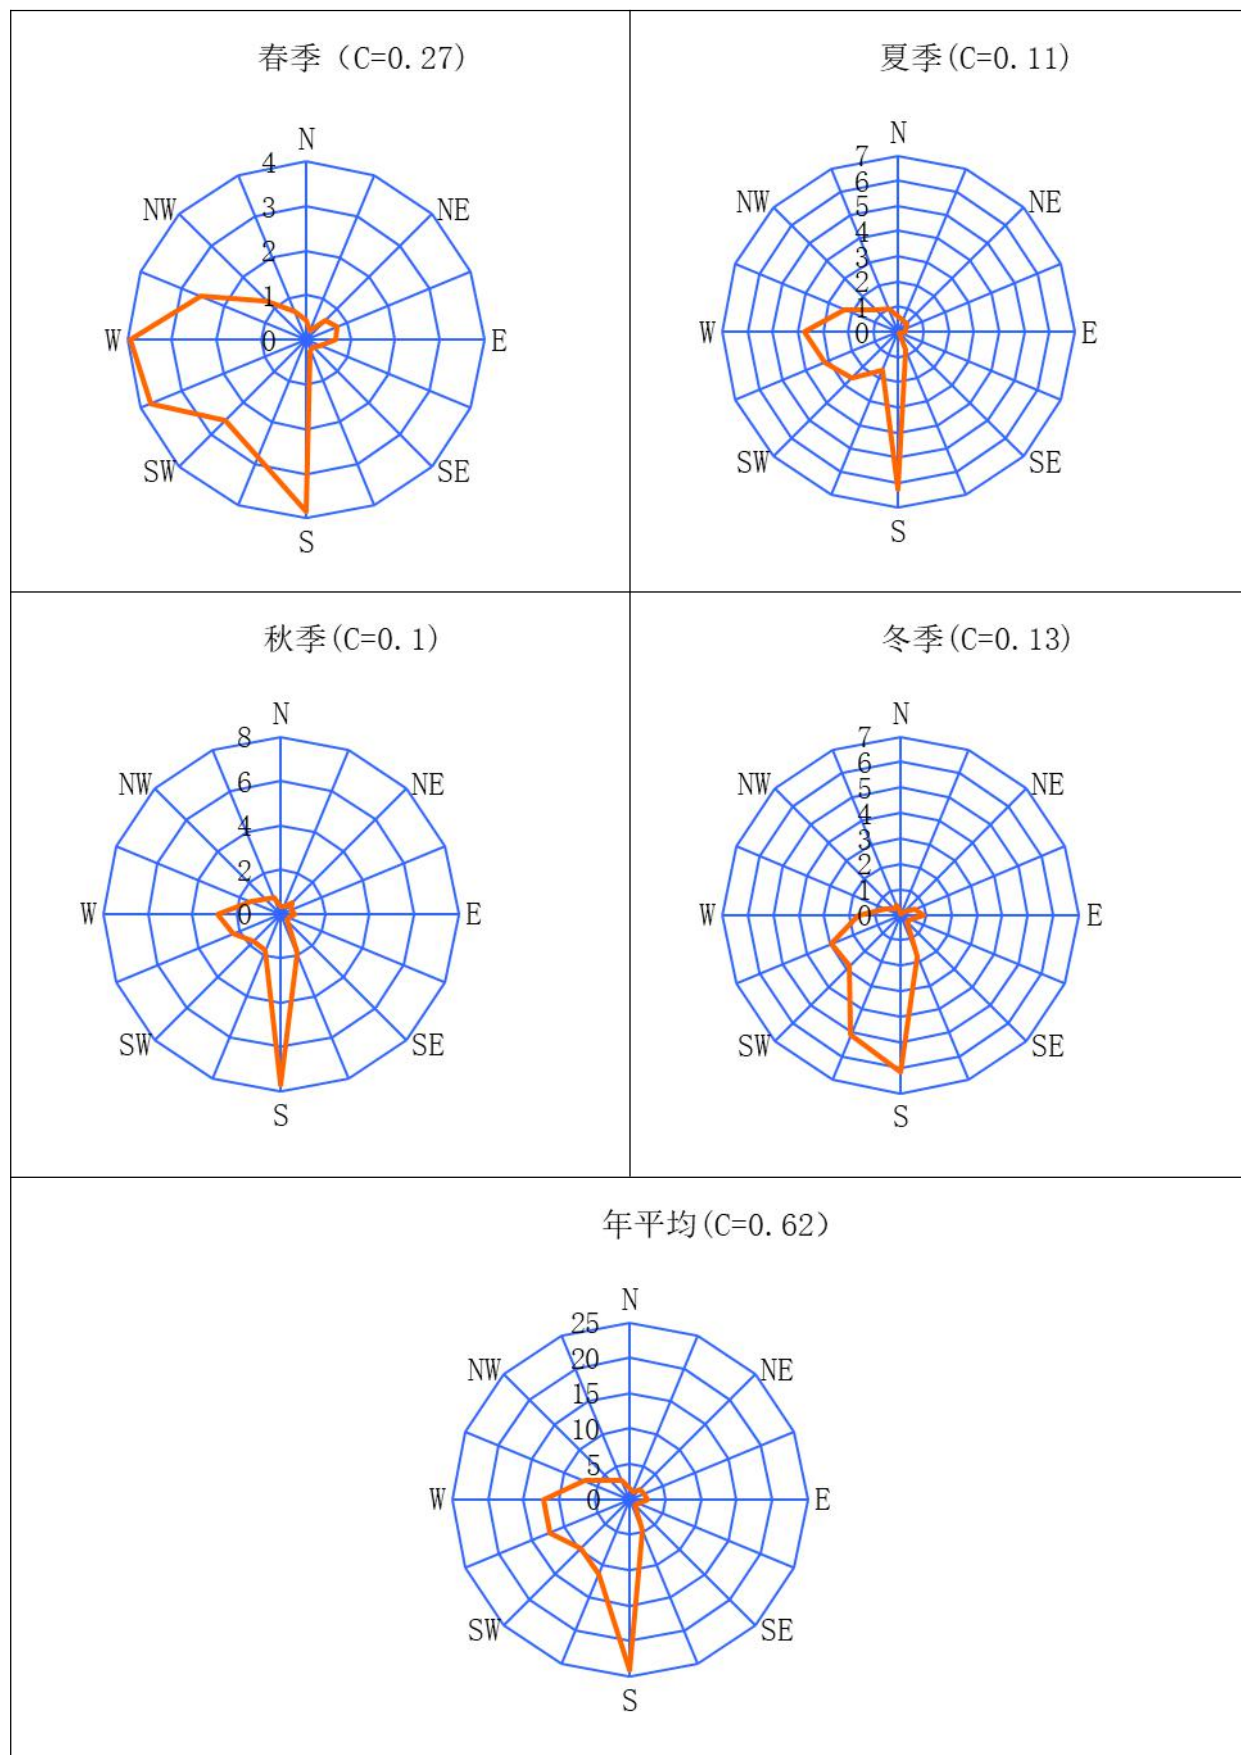 春季（C=0.27)
N
4
NW
NE
3
2
1
W
0
E
SW
SE
S
夏季(C=0.11)
N
7
6
NW
NE
5
4
3
2
1
W
0
E
SW
SE
S
秋季(C=0.1)
N
8
NW
6
NE
4
2
W
0
E
SW
SE
S
冬季(C=0.13)
N
7
6
NW
5
NE
4
3
2
1
W
0
E
SW
SE
S
年平均(C=0.62）
N
25
20
NW
NE
15
10
5
W
0
E
SW
SE
S